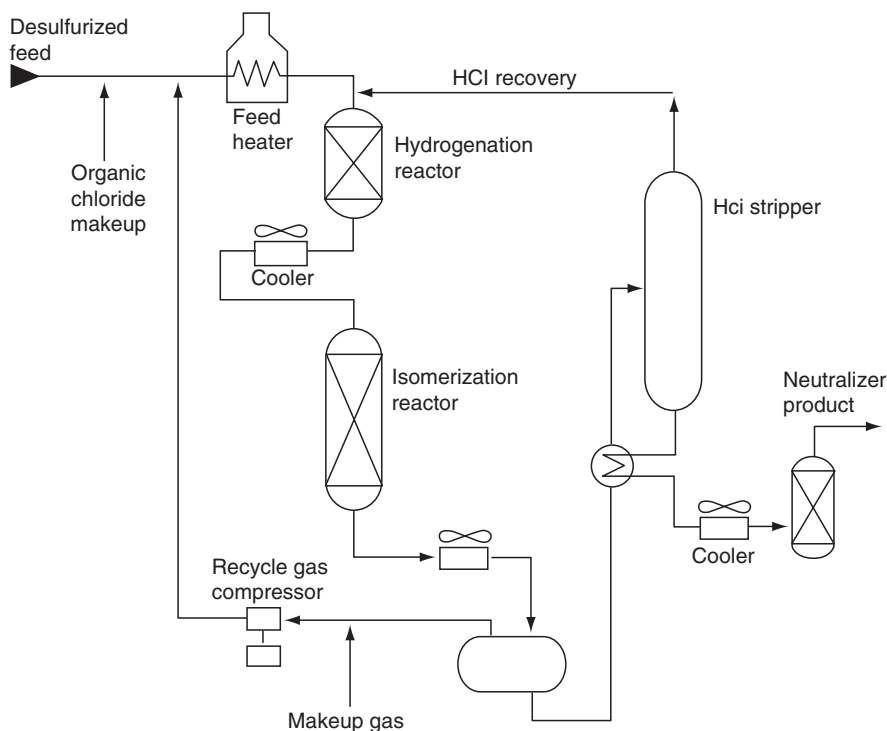 Desulfurized
feed
Feed
heater
HCI recovery
Organic
chloride
makeup
Hydrogenation
reactor
Hci stripper
Cooler
Isomerization
reactor
Neutralizer
product
Cooler
Recycle gas
compressor
Makeup gas